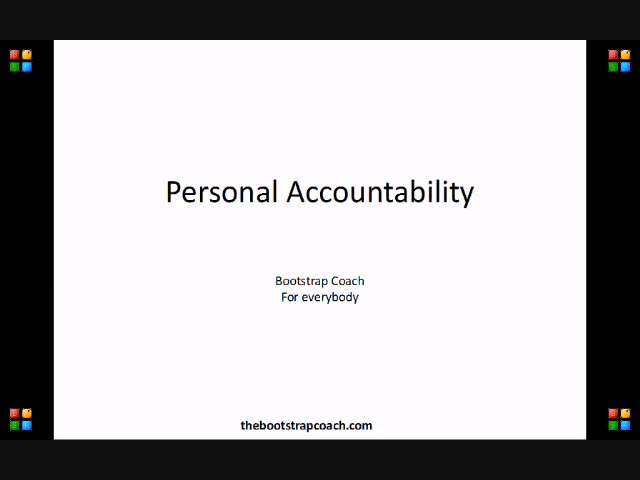 Personal Accountability
Bootstrap Coach
For everybody
thebootstrapcoach.com